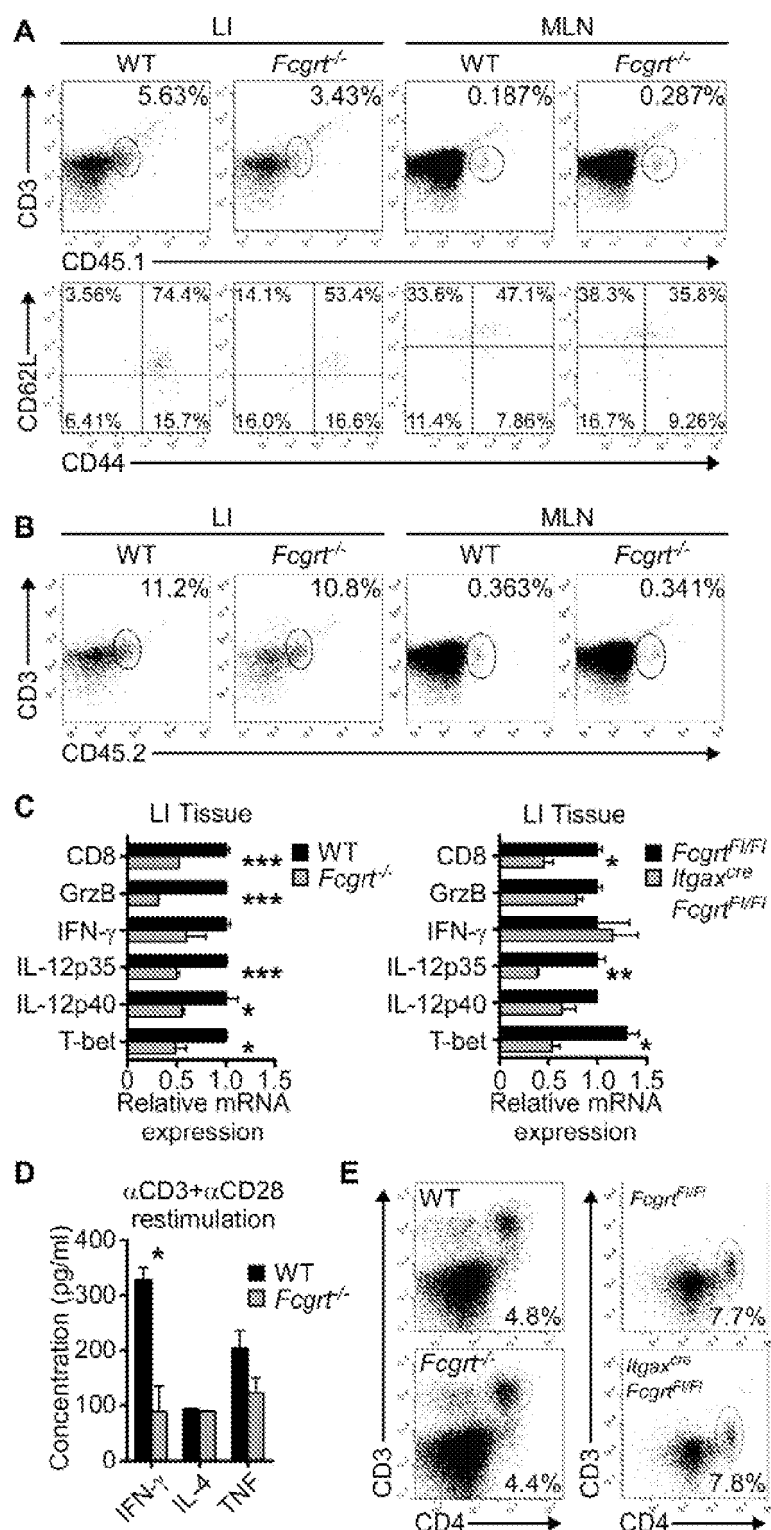 A
LI MLN
WT Fcgrt-/- WT Fcgrt-/-
5.63% 3.43% 0.187% 0.287%
CD3
CD45.1
3.56% 74.4% 14.1% 53.4% 33.6% 47.1% 38.3% 35.8%
CD62L
6.41% 15.7% 16.0% 16.6% 11.4% 7.86% 16.7% 9.26%
CD44
B
LI MLN
WT Fcgrt-/- WT Fcgrt-/-
11.2% 10.8% 0.363% 0.341%
CD3
CD45.2
C
LI Tissue
CD8 ***
GrzB ***
IFN-γ
IL-12p35 ***
IL-12p40 *
T-bet *
0 0.5 1.0 1.5
Relative mRNA
expression
WT
Fcgrt-/-
LI Tissue
CD8 *
GrzB
IFN-γ
IL-12p35 **
IL-12p40
T-bet *
0 0.5 1.0 1.5
Relative mRNA
expression
FcgrtFl/Fl
Itgaxcre
FcgrtFl/Fl
D
αCD3+αCD28
restimulation
Concentration (pg/ml)
400
300
200
100
0
*
WT
Fcgrt-/-
IFN-γ IL-4 TNF
E
WT
4.8%
FcgrtFl/Fl
7.7%
Fcgrt-/-
4.4%
Itgaxcre
FcgrtFl/Fl
7.8%
CD3
CD4
CD3
CD4